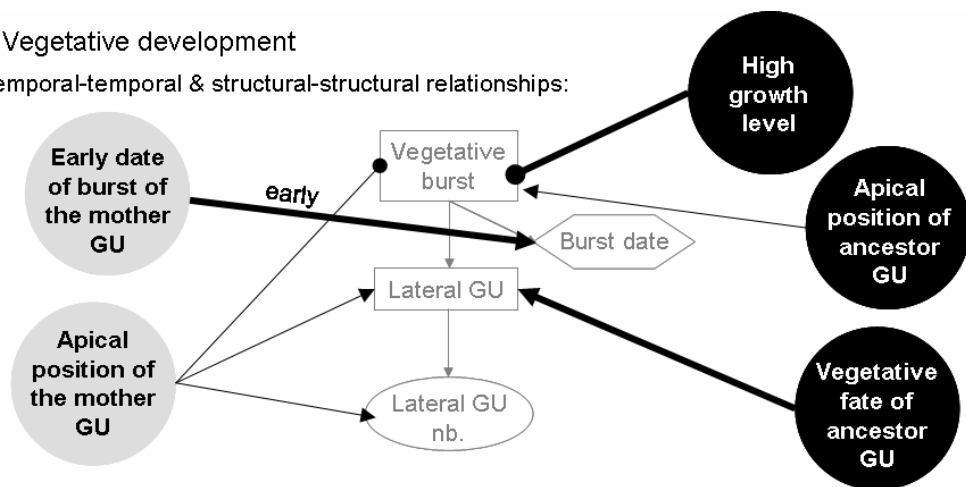 Vegetative development
emporal-temporal & structural-structural relationships:
High
growth
level
Early date
of burst of
the mother
GU
early
Vegetative
burst
Apical
position of
ancestor
GU
Burst date
Lateral GU
Apical
position of
the mother
GU
Lateral GU
nb.
Vegetative
fate of
ancestor
GU